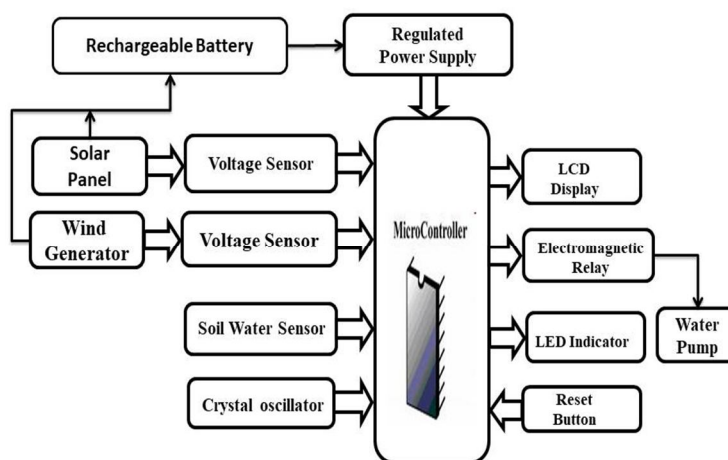 Rechargeable Battery
Regulated
Power Supply
Solar
Panel
Voltage Sensor
LCD
Display
Wind
Generator
Voltage Sensor
MicroController
Electromagnetic
Relay
Soil Water Sensor
LED Indicator
Water
Pump
Crystal oscillator
Reset
Button